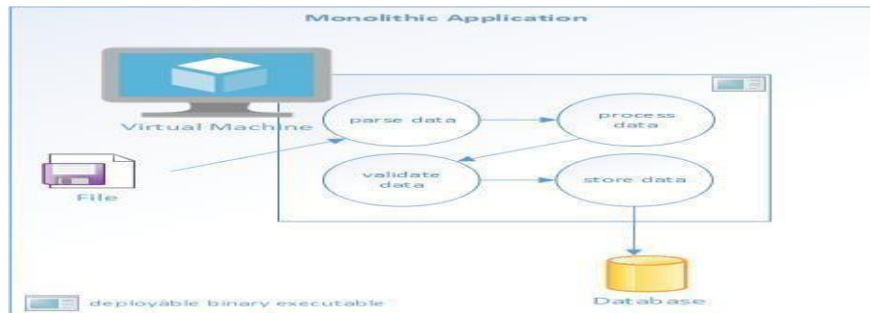 Monolithic Application
Virtual Machine
parse data
process
data
File
validate
data
store data
Database
deployable binary executable